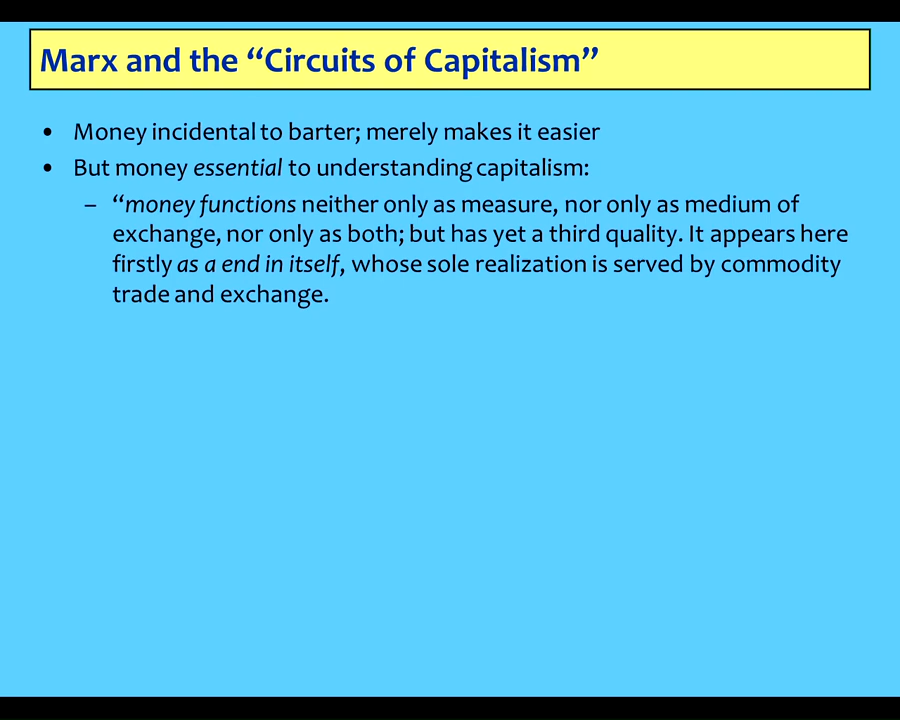 Marx and the “Circuits of Capitalism”
• Money incidental to barter; merely makes it easier
• But money essential to understanding capitalism:
– “money functions neither only as measure, nor only as medium of
exchange, nor only as both; but has yet a third quality. It appears here
firstly as a end in itself, whose sole realization is served by commodity
trade and exchange.